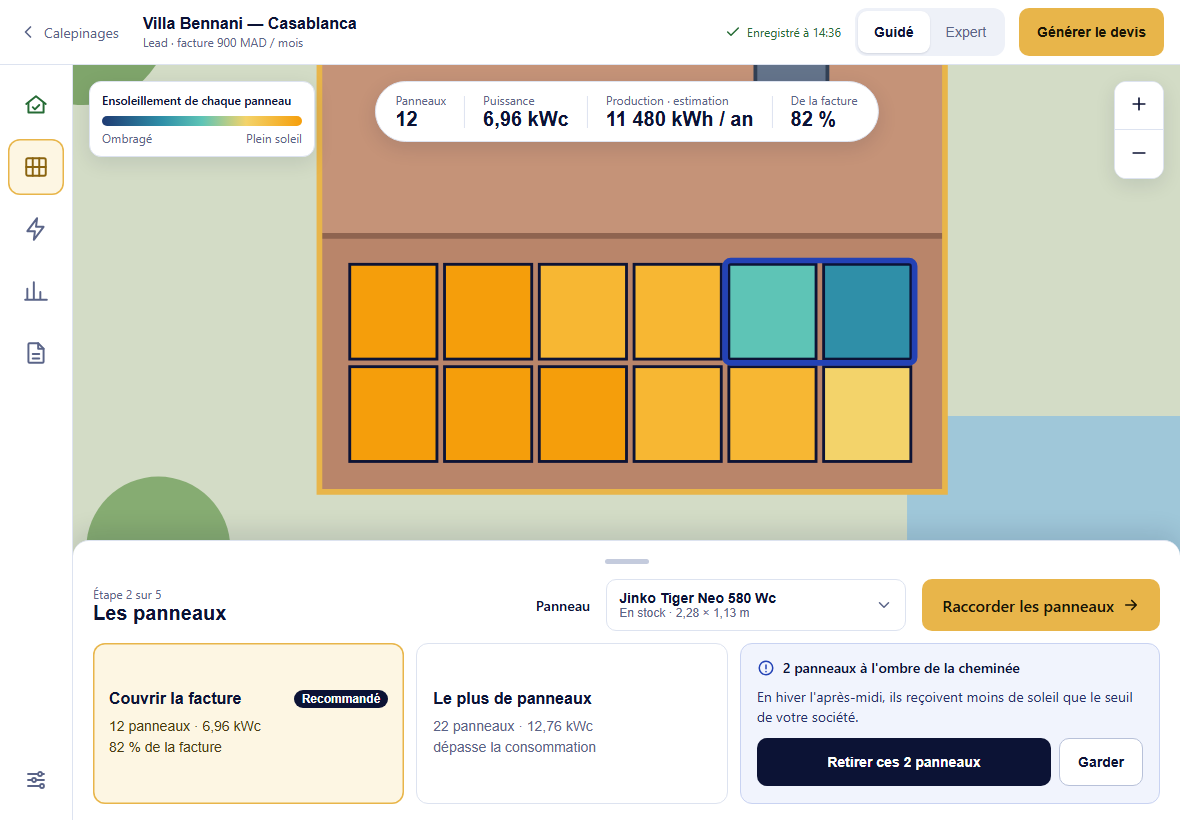 Calepinages
Villa Bennani — Casablanca
Lead · facture 900 MAD / mois
Enregistré à 14:36
Guidé
Expert
Générer le devis
Ensoleillement de chaque panneau
Ombragé
Plein soleil
Panneaux
12
Puissance
6,96 kWc
Production · estimation
11 480 kWh / an
De la facture
82 %
Étape 2 sur 5
Les panneaux
Panneau
Jinko Tiger Neo 580 Wc
En stock · 2,28 × 1,13 m
Raccorder les panneaux
Couvrir la facture
Recommandé
12 panneaux · 6,96 kWc
82 % de la facture
Le plus de panneaux
22 panneaux · 12,76 kWc
dépasse la consommation
2 panneaux à l'ombre de la cheminée
En hiver l'après-midi, ils reçoivent moins de soleil que le seuil
de votre société.
Retirer ces 2 panneaux
Garder